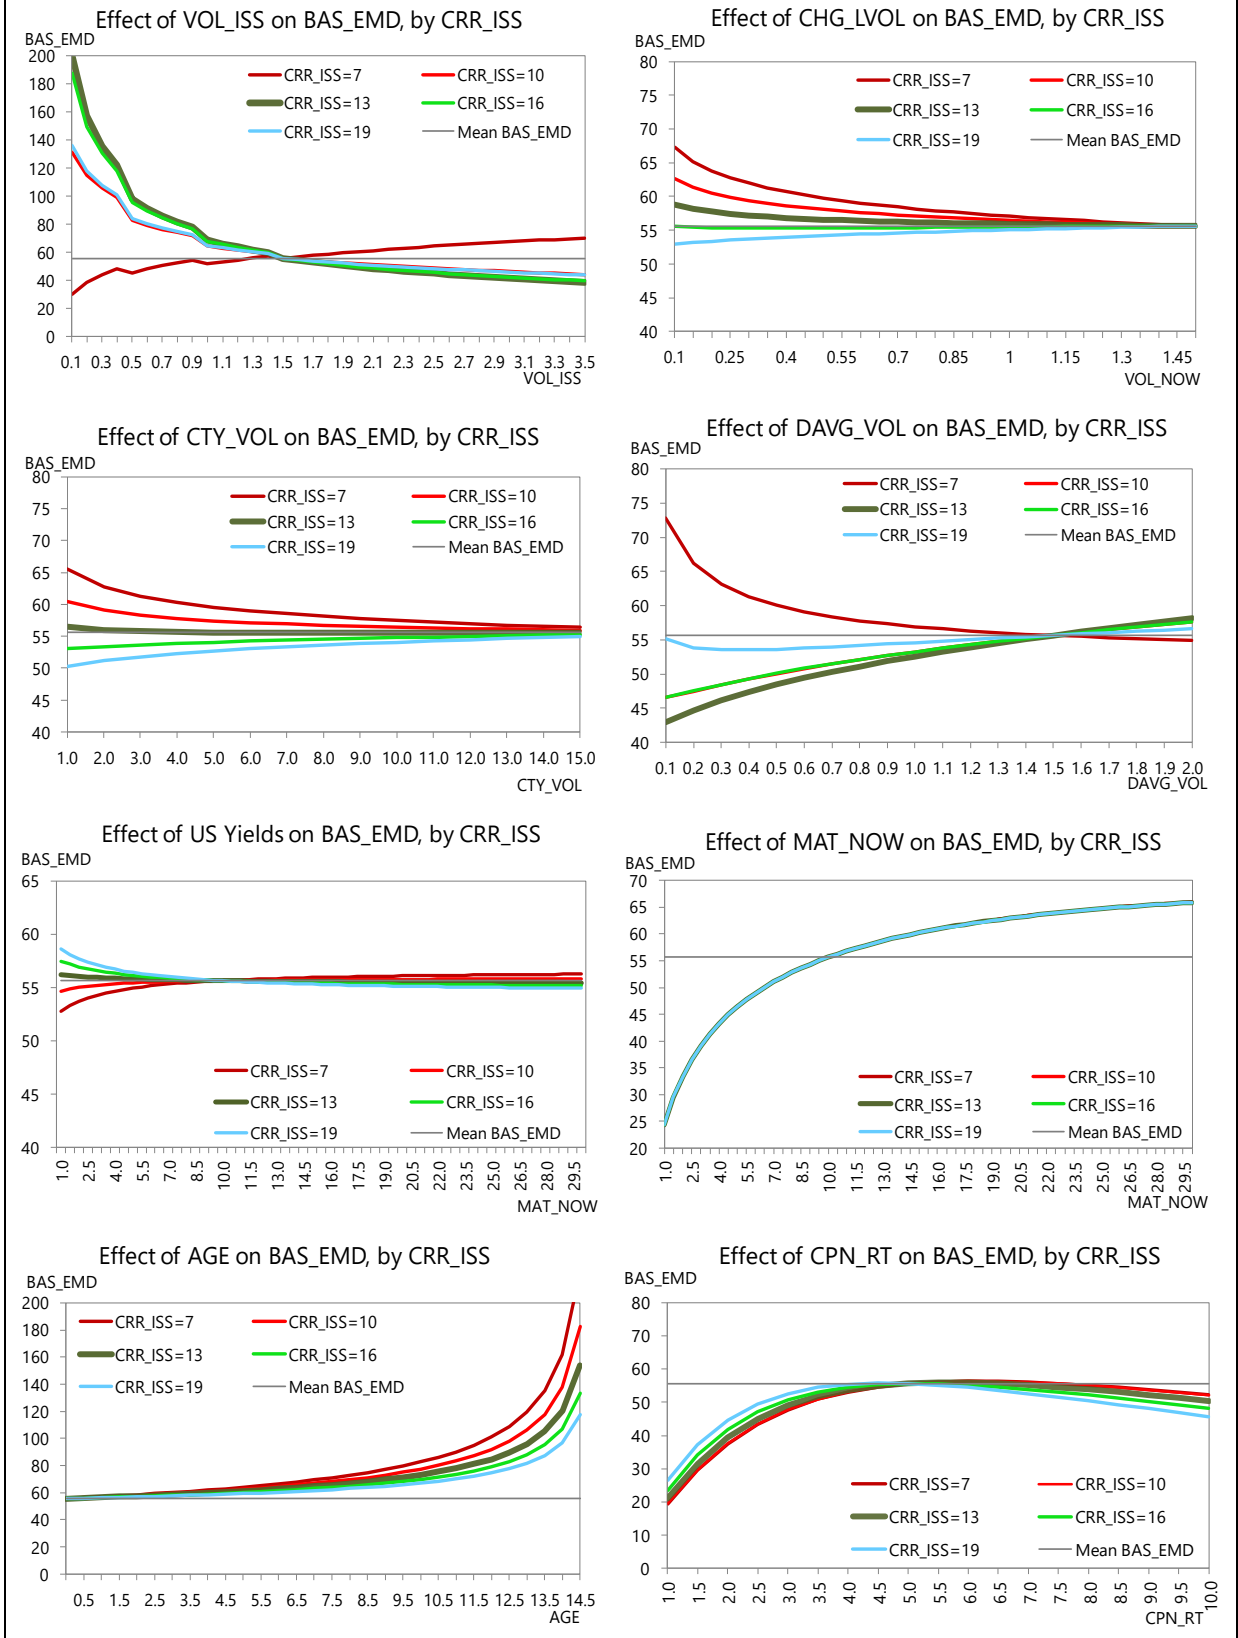 Effect of VOL_ISS on BAS_EMD, by CRR_ISS
BAS_EMD
200
180
160
140
120
100
80
60
40
20
0
CRR_ISS=7 CRR_ISS=10
CRR_ISS=13 CRR_ISS=16
CRR_ISS=19 Mean BAS_EMD
0.1 0.3 0.5 0.7 0.9 1.1 1.3 1.5 1.7 1.9 2.1 2.3 2.5 2.7 2.9 3.1 3.3 3.5
VOL_ISS
Effect of CHG_LVOL on BAS_EMD, by CRR_ISS
BAS_EMD
80
75
70
65
60
55
50
45
40
CRR_ISS=7 CRR_ISS=10
CRR_ISS=13 CRR_ISS=16
CRR_ISS=19 Mean BAS_EMD
0.1 0.25 0.4 0.55 0.7 0.85 1 1.15 1.3 1.45
VOL_NOW
Effect of CTY_VOL on BAS_EMD, by CRR_ISS
BAS_EMD
80
75
70
65
60
55
50
45
40
CRR_ISS=7 CRR_ISS=10
CRR_ISS=13 CRR_ISS=16
CRR_ISS=19 Mean BAS_EMD
1.0 2.0 3.0 4.0 5.0 6.0 7.0 8.0 9.0 10.0 11.0 12.0 13.0 14.0 15.0
CTY_VOL
Effect of DAVG_VOL on BAS_EMD, by CRR_ISS
BAS_EMD
80
75
70
65
60
55
50
45
40
CRR_ISS=7 CRR_ISS=10
CRR_ISS=13 CRR_ISS=16
CRR_ISS=19 Mean BAS_EMD
0.1 0.2 0.3 0.4 0.5 0.6 0.7 0.8 0.9 1.0 1.1 1.2 1.3 1.4 1.5 1.6 1.7 1.8 1.9 2.0
DAVG_VOL
Effect of US Yields on BAS_EMD, by CRR_ISS
BAS_EMD
65
60
55
50
45
40
CRR_ISS=7 CRR_ISS=10
CRR_ISS=13 CRR_ISS=16
CRR_ISS=19 Mean BAS_EMD
1.0 2.5 4.0 5.5 7.0 8.5 10.0 11.5 13.0 14.5 16.0 17.5 19.0 20.5 22.0 23.5 25.0 26.5 28.0 29.5
MAT_NOW
Effect of MAT_NOW on BAS_EMD, by CRR_ISS
BAS_EMD
70
65
60
55
50
45
40
35
30
25
20
CRR_ISS=7 CRR_ISS=10
CRR_ISS=13 CRR_ISS=16
CRR_ISS=19 Mean BAS_EMD
1.0 2.5 4.0 5.5 7.0 8.5 10.0 11.5 13.0 14.5 16.0 17.5 19.0 20.5 22.0 23.5 25.0 26.5 28.0 29.5
MAT_NOW
Effect of AGE on BAS_EMD, by CRR_ISS
BAS_EMD
200
180
160
140
120
100
80
60
40
20
0
CRR_ISS=7 CRR_ISS=10
CRR_ISS=13 CRR_ISS=16
CRR_ISS=19 Mean BAS_EMD
0.5 1.5 2.5 3.5 4.5 5.5 6.5 7.5 8.5 9.5 10.5 11.5 12.5 13.5 14.5
AGE
Effect of CPN_RT on BAS_EMD, by CRR_ISS
BAS_EMD
80
70
60
50
40
30
20
10
0
CRR_ISS=7 CRR_ISS=10
CRR_ISS=13 CRR_ISS=16
CRR_ISS=19 Mean BAS_EMD
1.0 1.5 2.0 2.5 3.0 3.5 4.0 4.5 5.0 5.5 6.0 6.5 7.0 7.5 8.0 8.5 9.0 9.5 10.0
CPN_RT